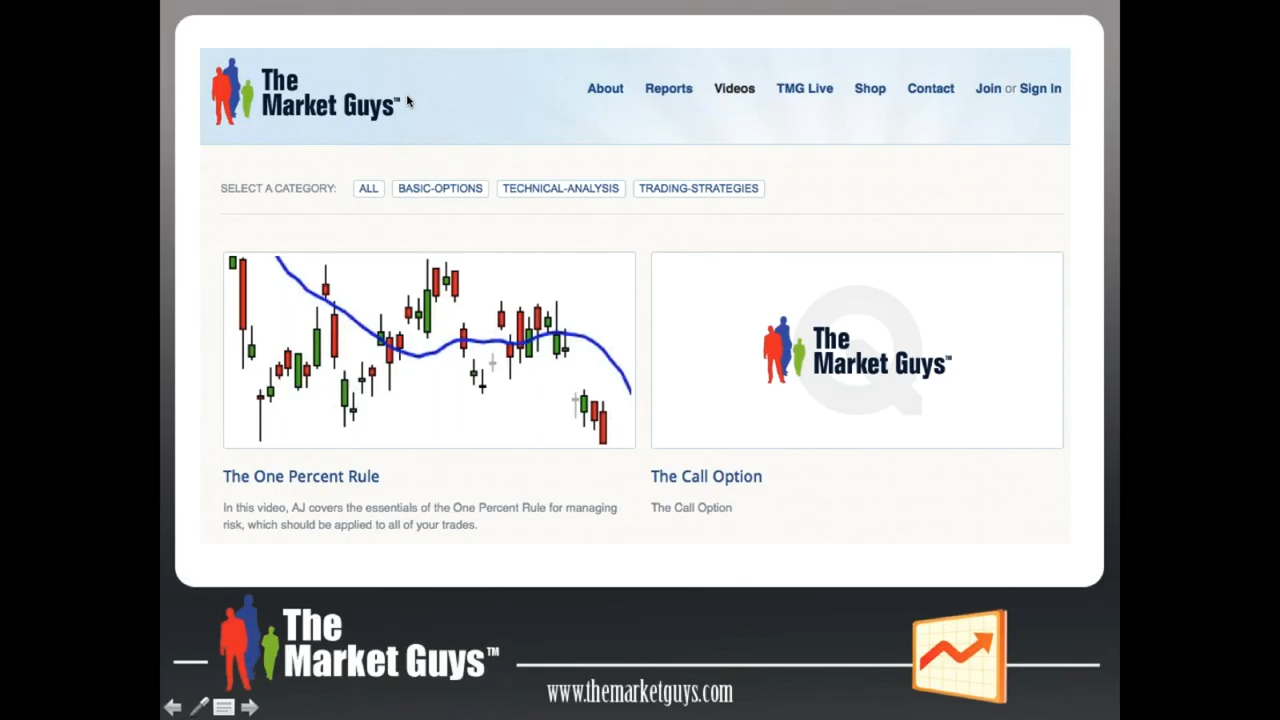 The
Market Guys™
About Reports Videos TMG Live Shop Contact Join or Sign In
SELECT A CATEGORY: ALL BASIC-OPTIONS TECHNICAL-ANALYSIS TRADING-STRATEGIES
The
Market Guys™
The One Percent Rule
In this video, AJ covers the essentials of the One Percent Rule for managing
risk, which should be applied to all of your trades.
The Call Option
The Call Option
The
Market Guys™
www.themarketguys.com